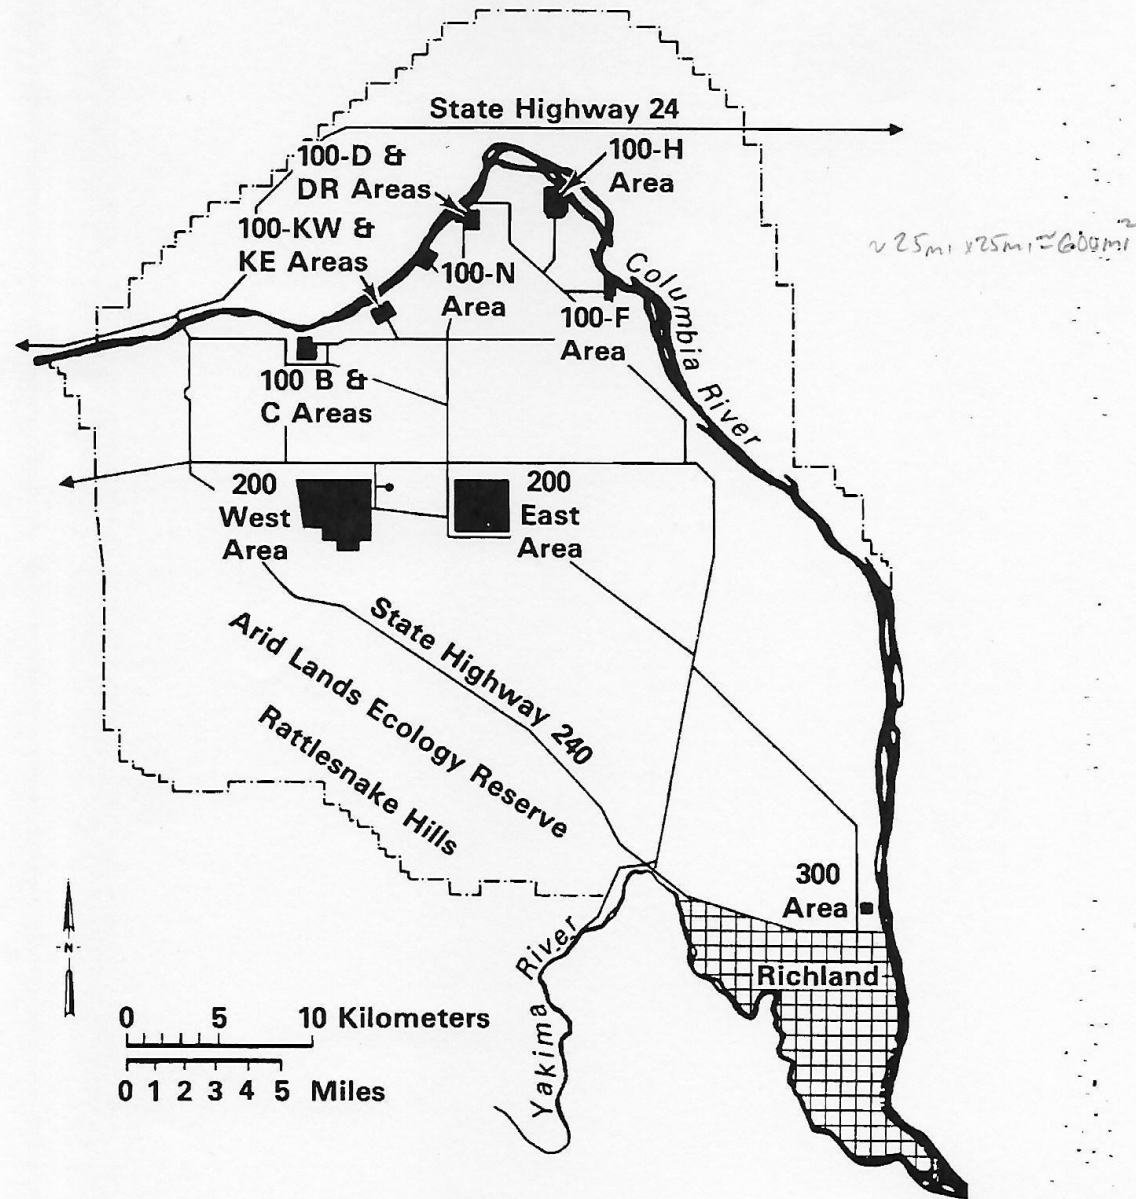 State Highway 24
100-D &
DR Areas
100-H
Area
100-KW &
KE Areas
~25mi x 25mi ≈ 600mi²
100-N
Area
Columbia River
100-F
Area
100 B &
C Areas
200
West
Area
200
East
Area
State Highway 240
Arid Lands Ecology Reserve
Rattlesnake Hills
300
Area
N
Yakima River
Richland
0 5 10 Kilometers
0 1 2 3 4 5 Miles